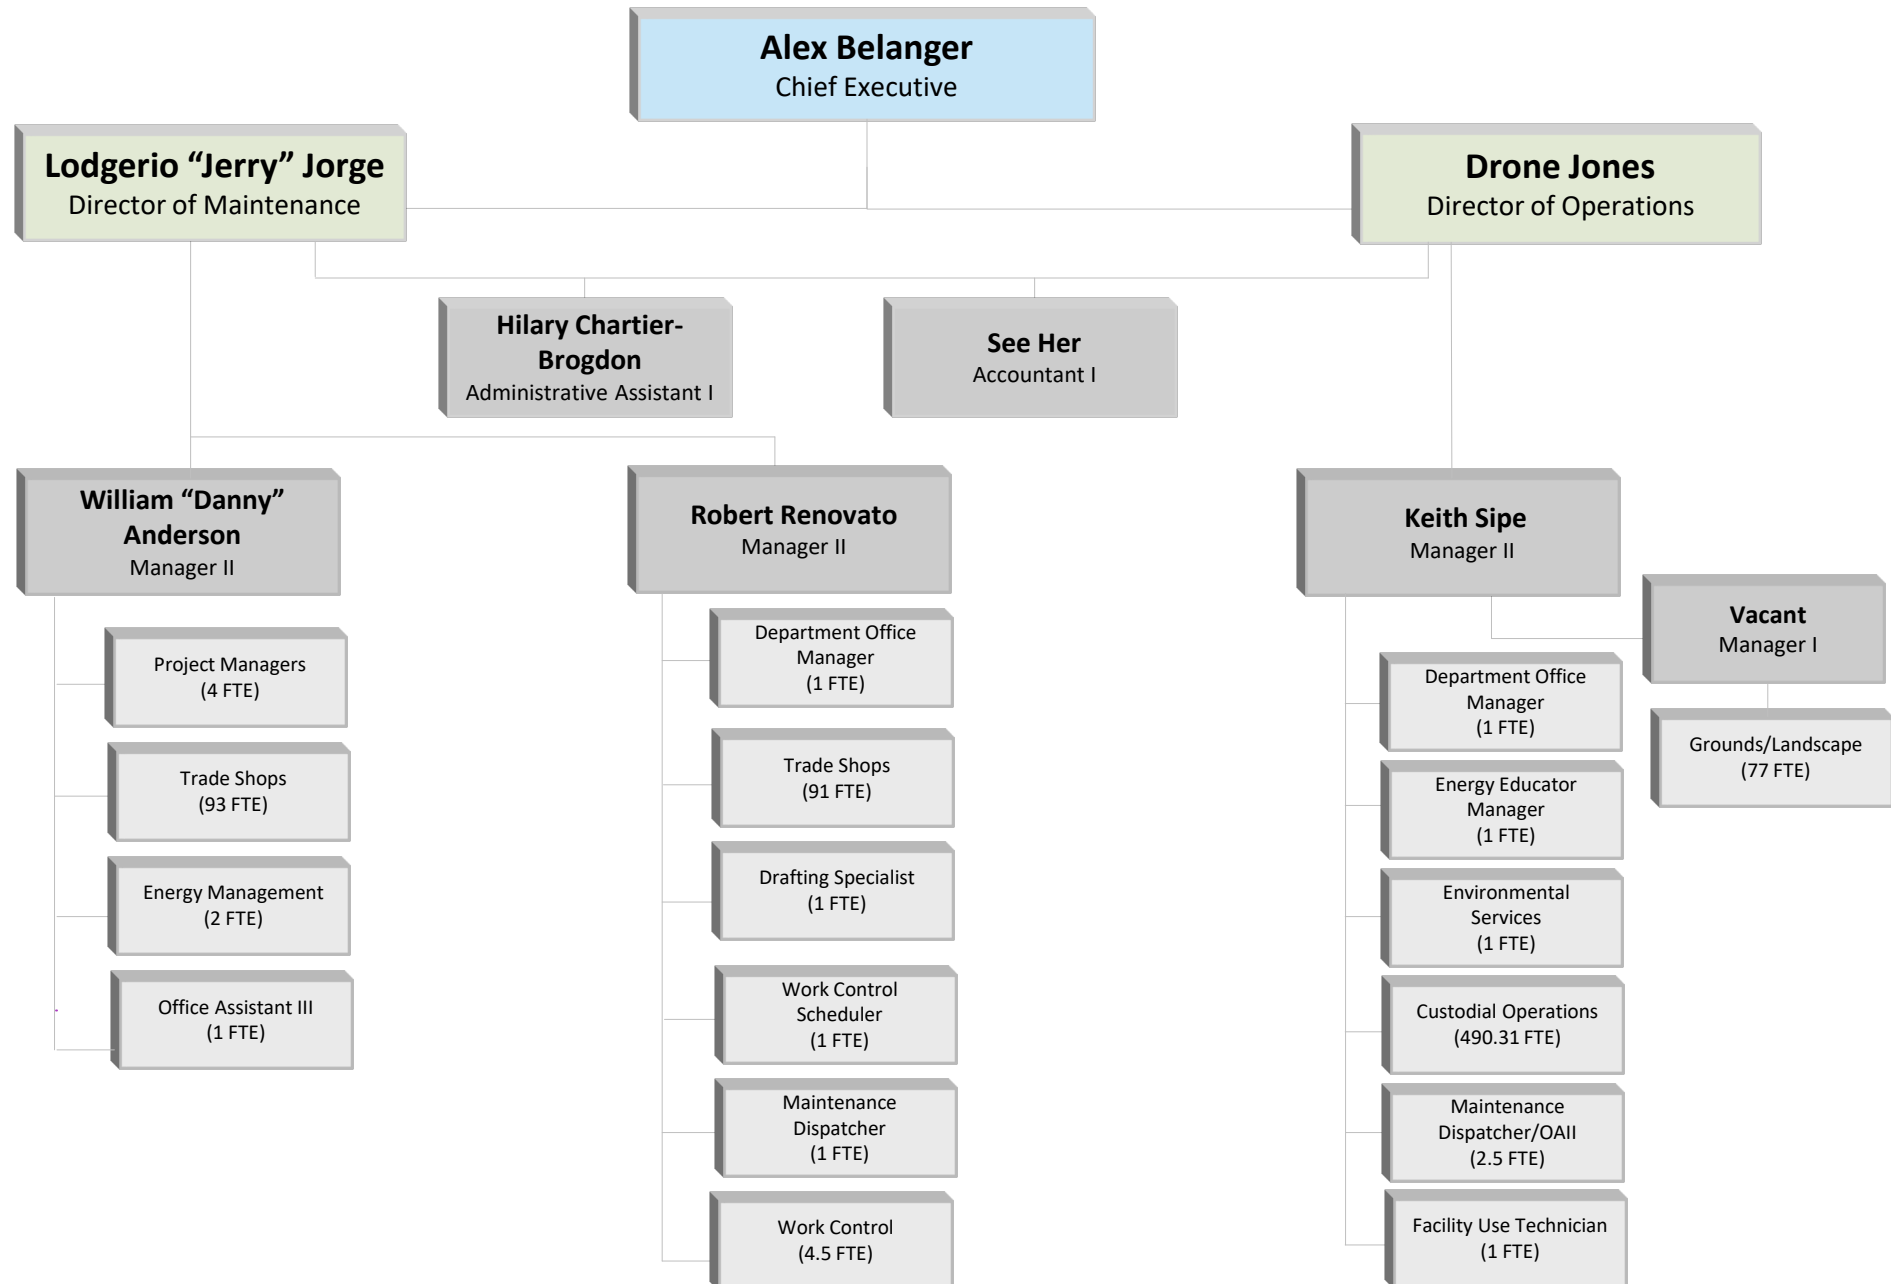 Alex Belanger
Chief Executive
Lodgerio “Jerry” Jorge
Director of Maintenance
Drone Jones
Director of Operations
Hilary Chartier-
Brogdon
Administrative Assistant I
See Her
Accountant I
William “Danny”
Anderson
Manager II
Robert Renovato
Manager II
Keith Sipe
Manager II
Vacant
Manager I
Project Managers
(4 FTE)
Trade Shops
(93 FTE)
Energy Management
(2 FTE)
Office Assistant III
(1 FTE)
Department Office
Manager
(1 FTE)
Trade Shops
(91 FTE)
Drafting Specialist
(1 FTE)
Work Control
Scheduler
(1 FTE)
Maintenance
Dispatcher
(1 FTE)
Work Control
(4.5 FTE)
Department Office
Manager
(1 FTE)
Energy Educator
Manager
(1 FTE)
Environmental
Services
(1 FTE)
Custodial Operations
(490.31 FTE)
Maintenance
Dispatcher/OAII
(2.5 FTE)
Facility Use Technician
(1 FTE)
Grounds/Landscape
(77 FTE)